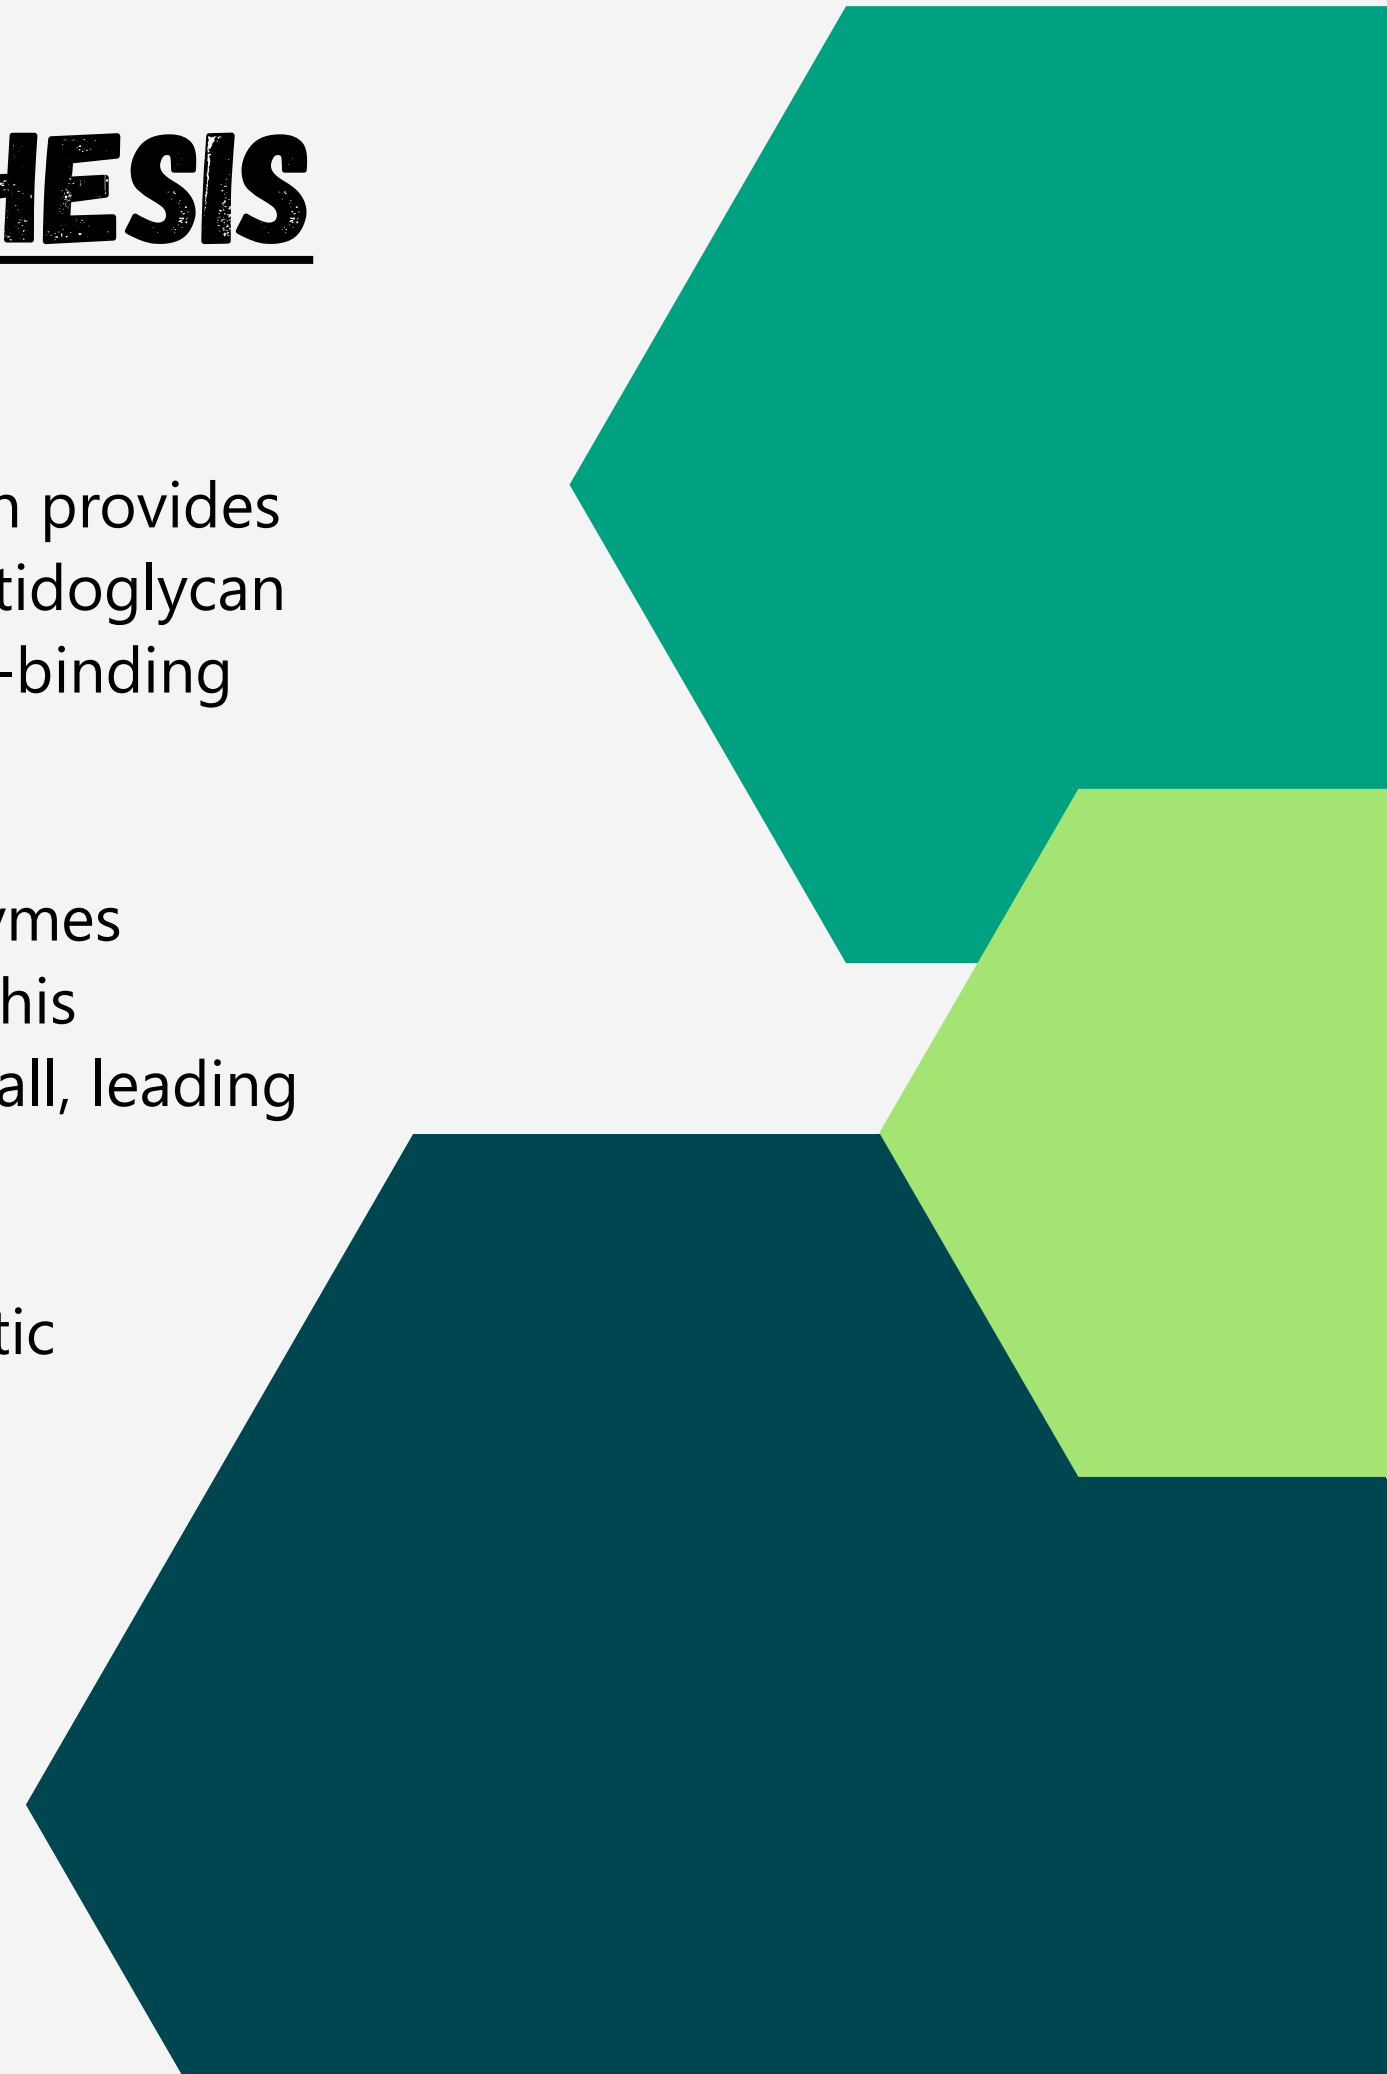 HESIS
n provides
tidoglycan
-binding
ymes
his
all, leading
tic